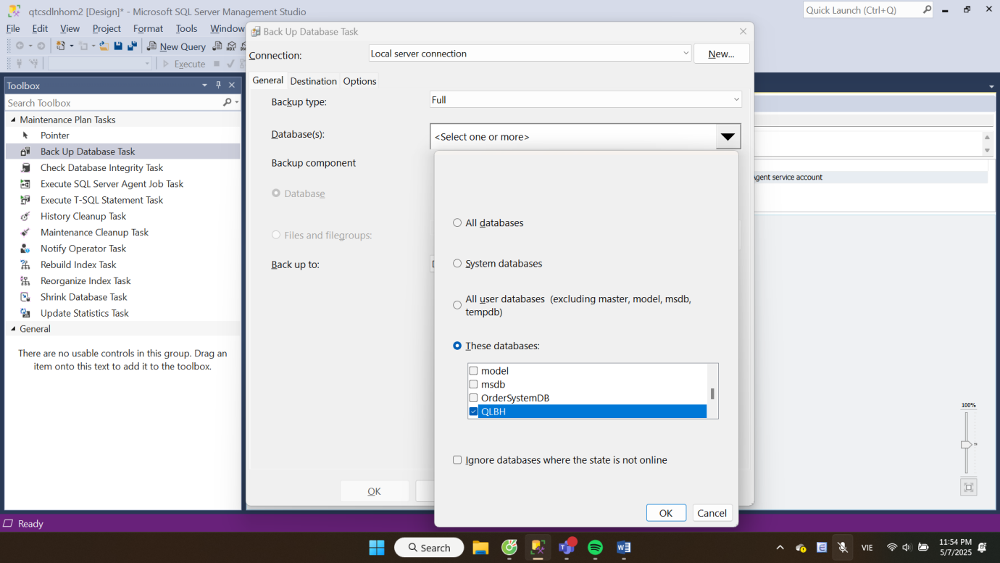 qtcsdlnhom2 [Design]* - Microsoft SQL Server Management Studio
Quick Launch (Ctrl+Q)
File Edit View Project Format Tools Window
New Query
Execute
Toolbox
Search Toolbox
Maintenance Plan Tasks
Pointer
Back Up Database Task
Check Database Integrity Task
Execute SQL Server Agent Job Task
Execute T-SQL Statement Task
History Cleanup Task
Maintenance Cleanup Task
Notify Operator Task
Rebuild Index Task
Reorganize Index Task
Shrink Database Task
Update Statistics Task
General
There are no usable controls in this group. Drag an
item onto this text to add it to the toolbox.
Back Up Database Task
Connection: Local server connection New...
General Destination Options
Backup type: Full
Database(s): <Select one or more>
Backup component
Database
Files and filegroups:
Back up to:
OK
All databases
System databases
All user databases (excluding master, model, msdb,
tempdb)
These databases:
model
msdb
OrderSystemDB
QLBH
Ignore databases where the state is not online
OK Cancel
Agent service account
100%
Ready
Search
VIE
11:54 PM
5/7/2025